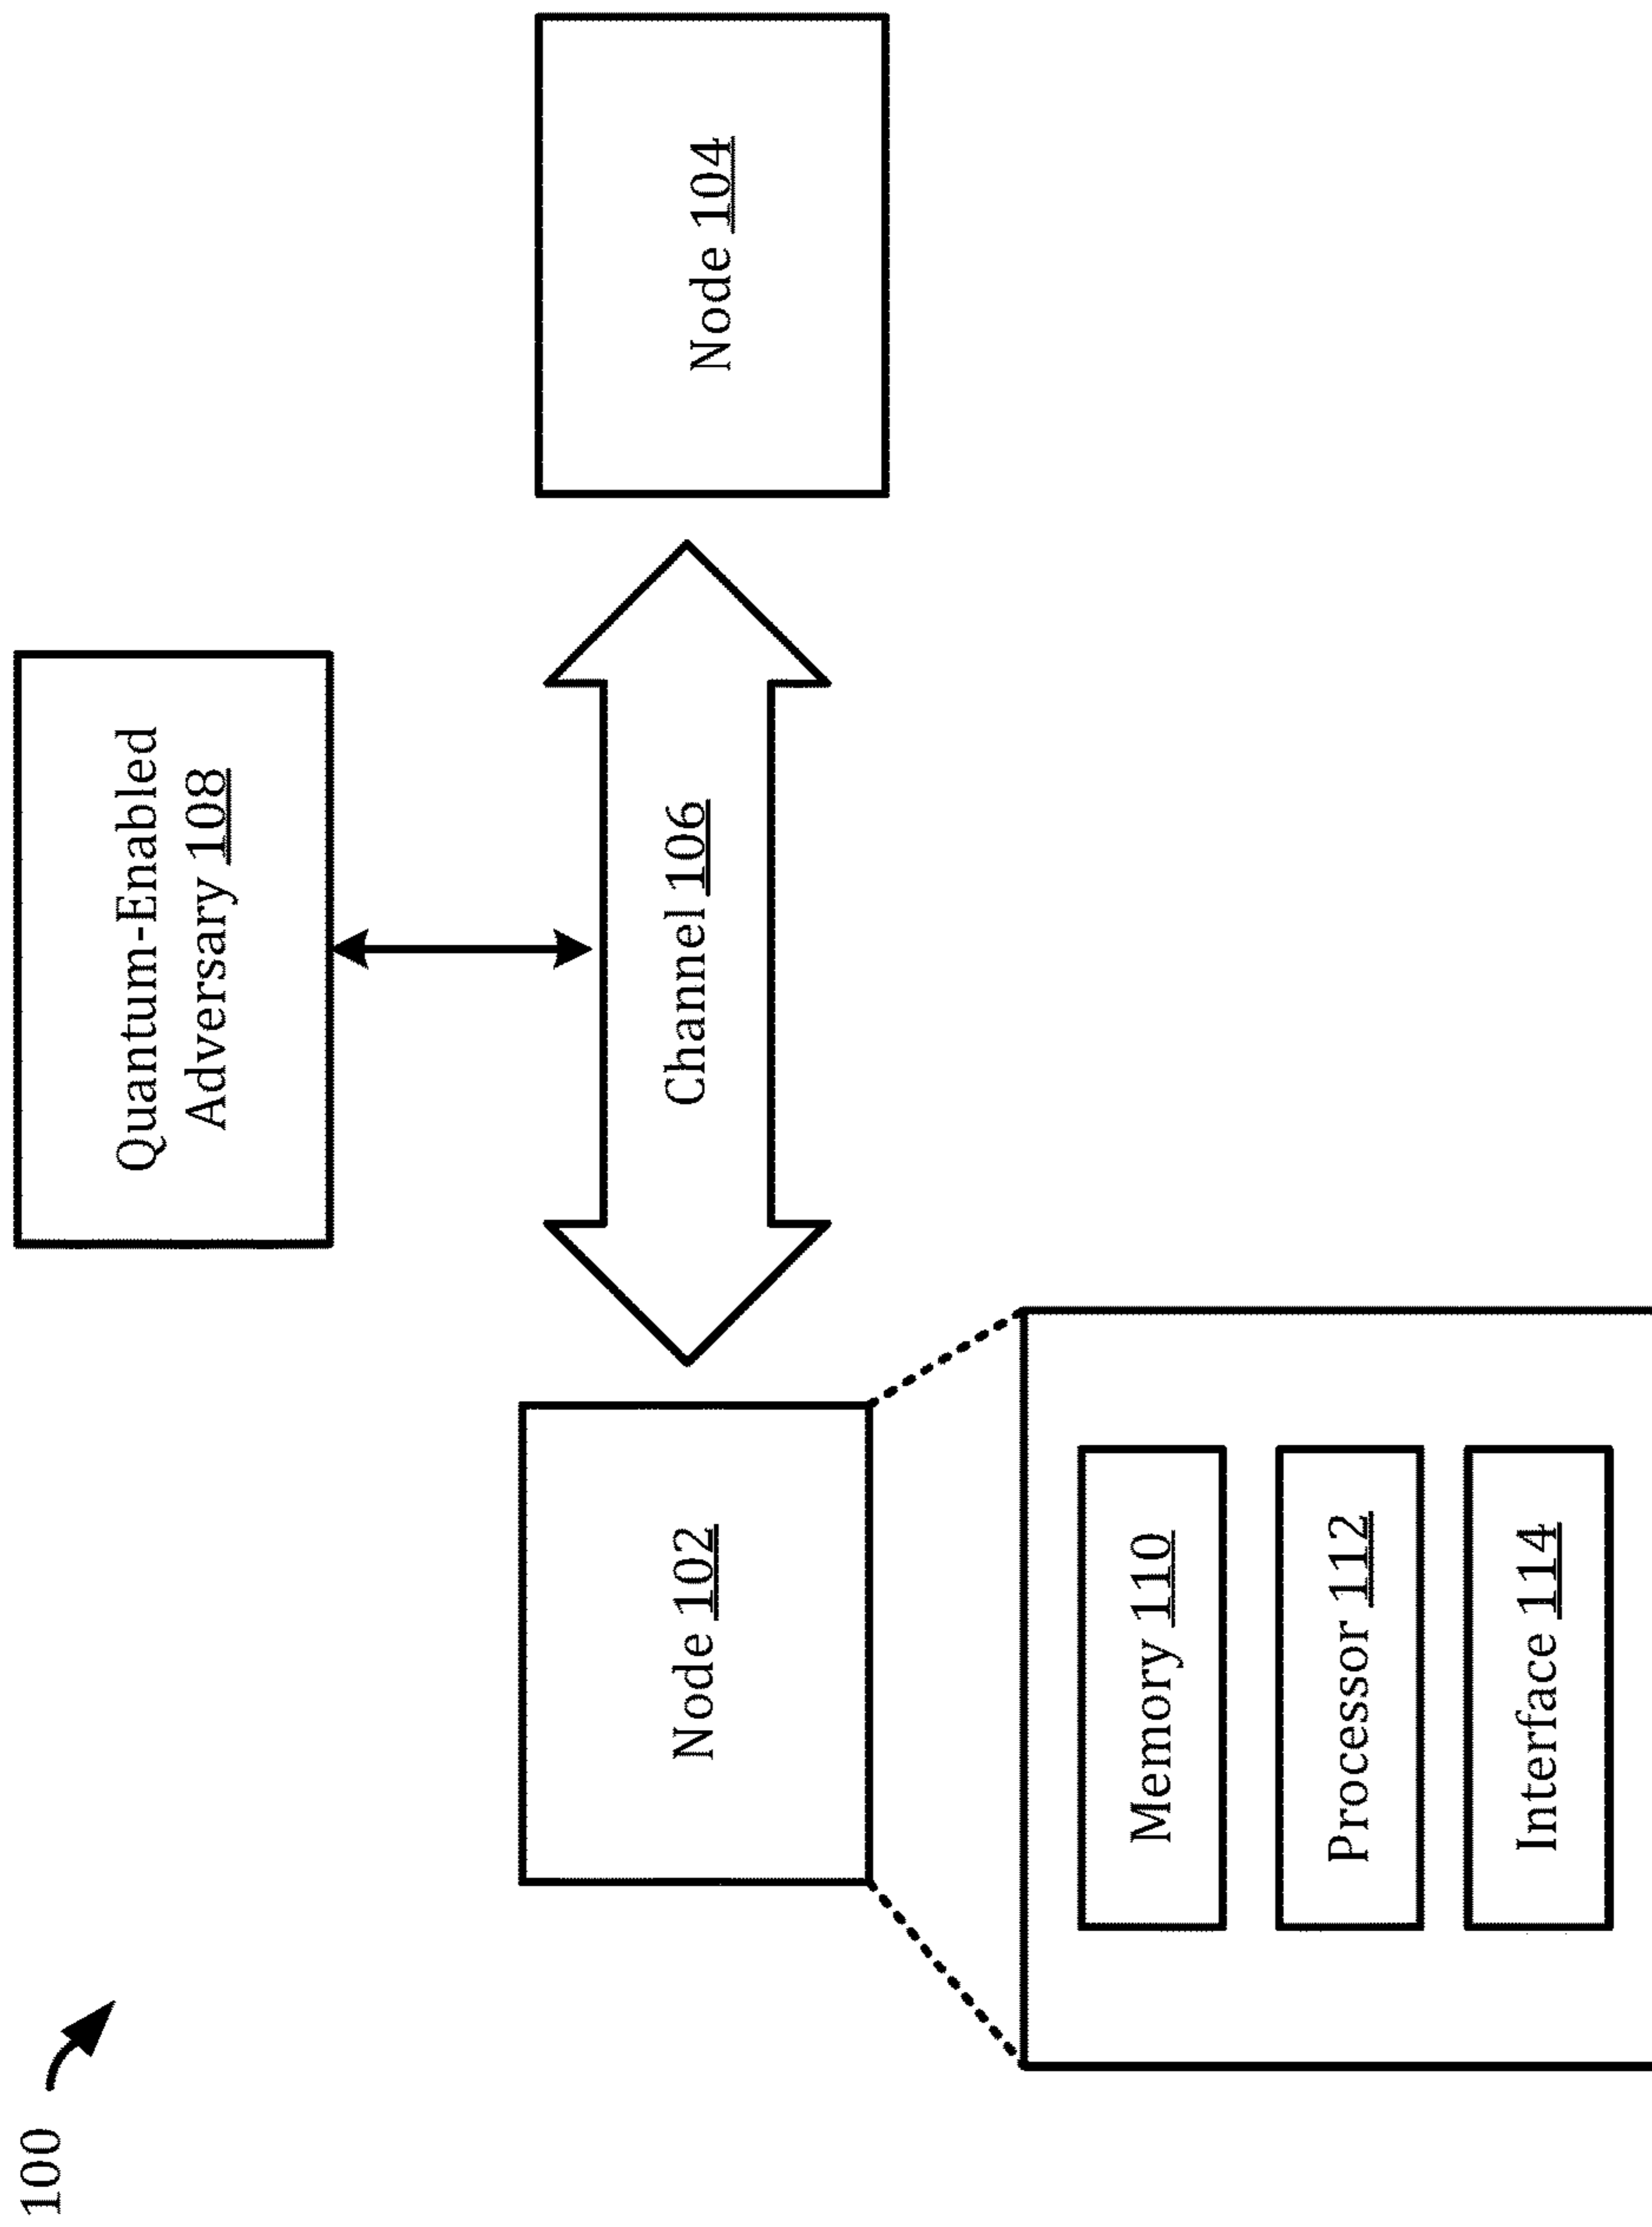 100
Quantum-Enabled
Adversary 108
Node 102
Channel 106
Node 104
Memory 110
Processor 112
Interface 114